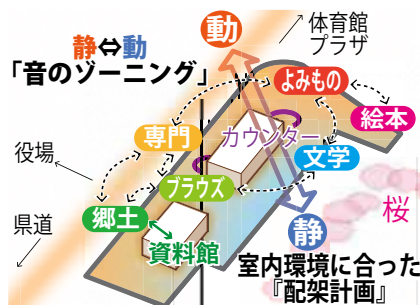 静⇔動
「音のゾーニング」
動
体育館
プラザ
よみもの
絵本
専門
カウンター
文学
役場
ブラウズ
県道
郷土
資料館
静
桜
室内環境に合った
『配架計画』